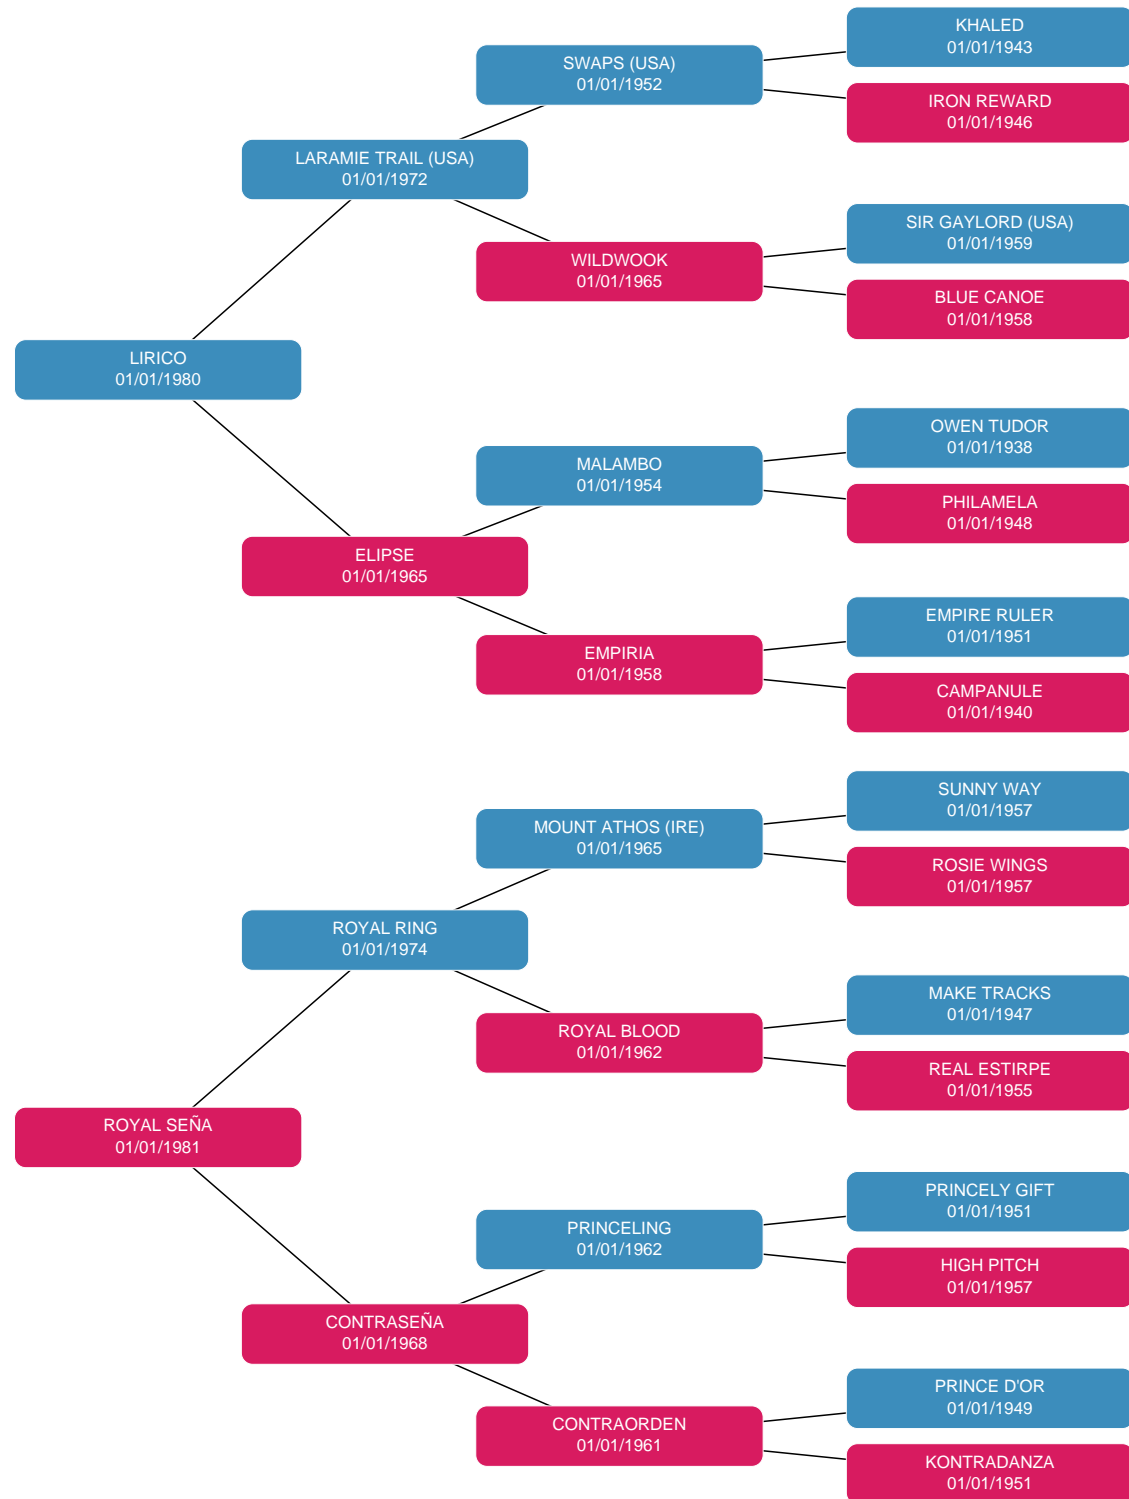 KHALED
01/01/1943
SWAPS (USA)
01/01/1952
IRON REWARD
01/01/1946
LARAMIE TRAIL (USA)
01/01/1972
SIR GAYLORD (USA)
01/01/1959
WILDWOOK
01/01/1965
BLUE CANOE
01/01/1958
LIRICO
01/01/1980
OWEN TUDOR
01/01/1938
MALAMBO
01/01/1954
PHILAMELA
01/01/1948
ELIPSE
01/01/1965
EMPIRE RULER
01/01/1951
EMPIRIA
01/01/1958
CAMPANULE
01/01/1940
SUNNY WAY
01/01/1957
MOUNT ATHOS (IRE)
01/01/1965
ROSIE WINGS
01/01/1957
ROYAL RING
01/01/1974
MAKE TRACKS
01/01/1947
ROYAL BLOOD
01/01/1962
REAL ESTIRPE
01/01/1955
ROYAL SEÑA
01/01/1981
PRINCELY GIFT
01/01/1951
PRINCELING
01/01/1962
HIGH PITCH
01/01/1957
CONTRASEÑA
01/01/1968
PRINCE D'OR
01/01/1949
CONTRAORDEN
01/01/1961
KONTRADANZA
01/01/1951